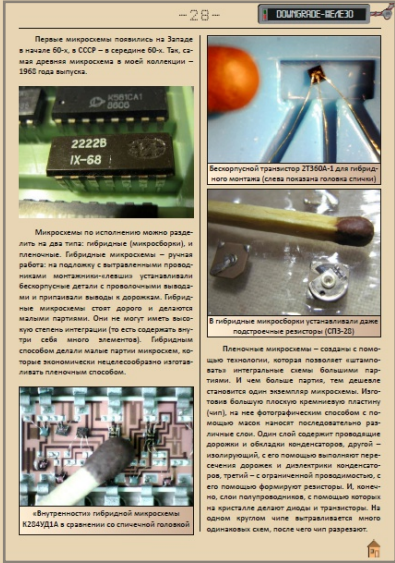 -28-
DOWNGRADE-ЖЕЛЕЗО
Первые микросхемы появились на Западе
в начале 60-х, в СССР – в середине 60-х. Так, са-
мая древняя микросхема в моей коллекции –
1968 года выпуска.
К561СА1
8606
2222В
IX-68
Микросхемы по исполнению можно разде-
лить на два типа: гибридные (микросборки), и
пленочные. Гибридные микросхемы – ручная
работа: на подложку с вытравленными провод-
никами монтажники-«левши» устанавливали
бескорпусные детали с проволочными вывода-
ми и припаивали выводы к дорожкам. Гибрид-
ные микросхемы стоят дорого и делаются
малыми партиями. Они не могут иметь высо-
кую степень интеграции (то есть содержать вну-
три себя много элементов). Гибридным
способом делали малые партии микросхем, ко-
торые экономически нецелесообразно изготав-
ливать пленочным способом.
«Внутренности» гибридной микросхемы
К284УД1А в сравнении со спичечной головкой
Бескорпусной транзистор 2Т360А-1 для гибрид-
ного монтажа (слева показана головка спички)
В гибридные микросборки устанавливали даже
подстроечные резисторы (СП3-28)
Пленочные микросхемы – созданы с помо-
щью технологии, которая позволяет «штампо-
вать» интегральные схемы большими пар-
тиями. И чем больше партия, тем дешевле
становится один экземпляр микросхемы. Изго-
товив большую плоскую кремниевую пластину
(чип), на нее фотографическим способом с по-
мощью масок наносят последовательно раз-
личные слои. Один слой содержит проводящие
дорожки и обкладки конденсаторов, другой –
изолирующий, с его помощью выполняют пере-
сечения дорожек и диэлектрики конденсато-
ров, третий – с ограниченной проводимостью, с
его помощью формируют резисторы. И, конеч-
но, слои полупроводников, с помощью которых
на кристалле делают диоды и транзисторы. На
одном круглом чипе вытравливается много
одинаковых схем, после чего чип разрезают.